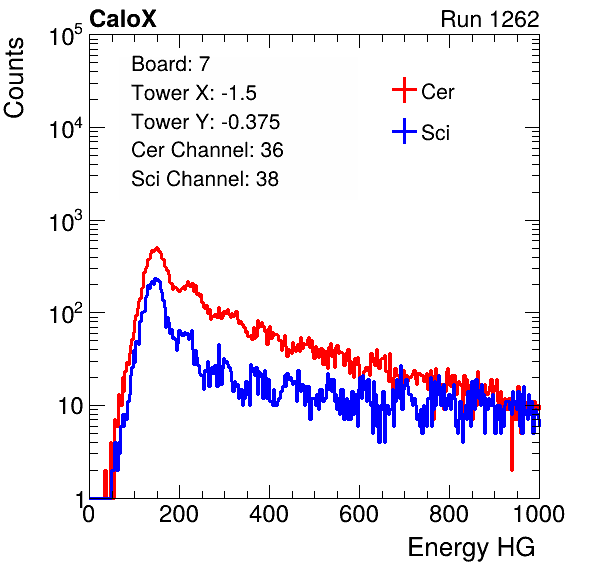 CaloX Run 1262
Counts
10^5
10^4
10^3
10^2
10
1
Board: 7
Tower X: -1.5
Tower Y: -0.375
Cer Channel: 36
Sci Channel: 38
Cer
Sci
0 200 400 600 800 1000
Energy HG